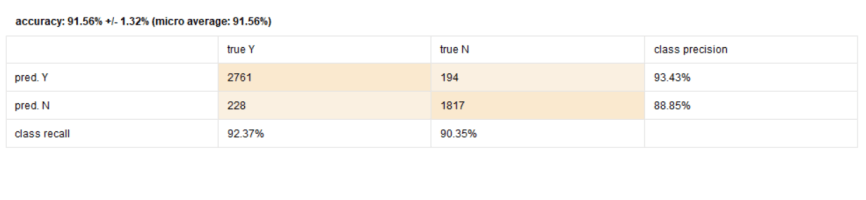 accuracy: 91.56% +/- 1.32% (micro average: 91.56%)
true Y true N class precision
pred. Y 2761 194 93.43%
pred. N 228 1817 88.85%
class recall 92.37% 90.35%